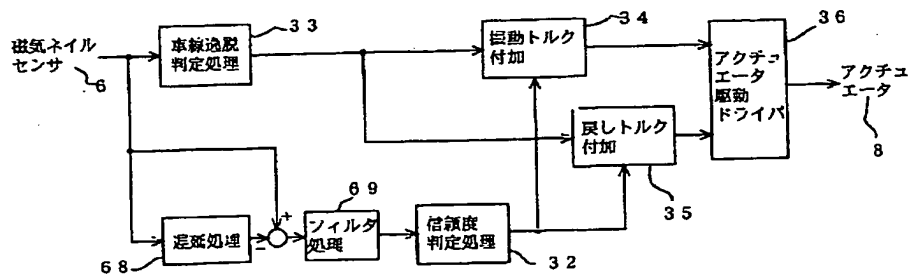 磁気ネイル
センサ
6
車線逸脱
判定処理
33
振動トルク
付加
34
アクチュ
エータ
駆動
ドライバ
36
アクチュ
エータ
8
戻しトルク
付加
35
遅延処理
68
+
−
フィルタ
処理
69
信頼度
判定処理
32